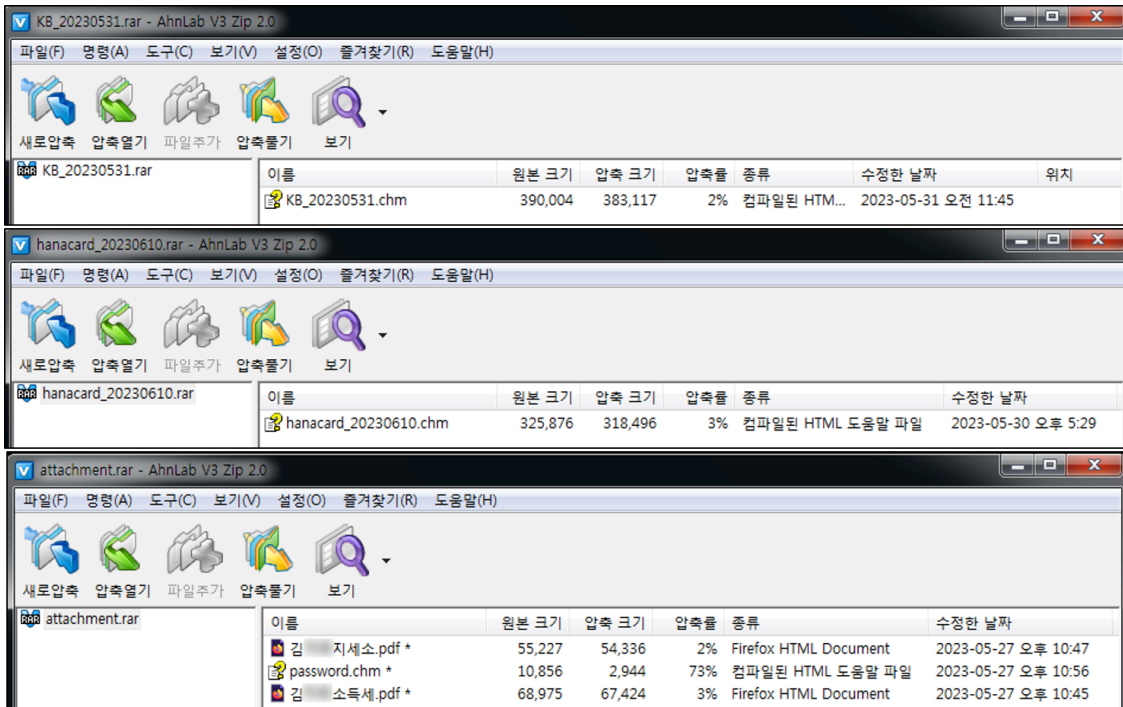 KB_20230531.rar - AhnLab V3 Zip 2.0
파일(F) 명령(A) 도구(C) 보기(V) 설정(O) 즐겨찾기(R) 도움말(H)
새로압축 압축열기 파일추가 압축풀기 보기
KB_20230531.rar
이름 원본 크기 압축 크기 압축률 종류 수정한 날짜 위치
KB_20230531.chm 390,004 383,117 2% 컴파일된 HTM... 2023-05-31 오전 11:45
hanacard_20230610.rar - AhnLab V3 Zip 2.0
파일(F) 명령(A) 도구(C) 보기(V) 설정(O) 즐겨찾기(R) 도움말(H)
새로압축 압축열기 파일추가 압축풀기 보기
hanacard_20230610.rar
이름 원본 크기 압축 크기 압축률 종류 수정한 날짜
hanacard_20230610.chm 325,876 318,496 3% 컴파일된 HTML 도움말 파일 2023-05-30 오후 5:29
attachment.rar - AhnLab V3 Zip 2.0
파일(F) 명령(A) 도구(C) 보기(V) 설정(O) 즐겨찾기(R) 도움말(H)
새로압축 압축열기 파일추가 압축풀기 보기
attachment.rar
이름 원본 크기 압축 크기 압축률 종류 수정한 날짜
김 지세소.pdf * 55,227 54,336 2% Firefox HTML Document 2023-05-27 오후 10:47
password.chm * 10,856 2,944 73% 컴파일된 HTML 도움말 파일 2023-05-27 오후 10:56
김 소득세.pdf * 68,975 67,424 3% Firefox HTML Document 2023-05-27 오후 10:45